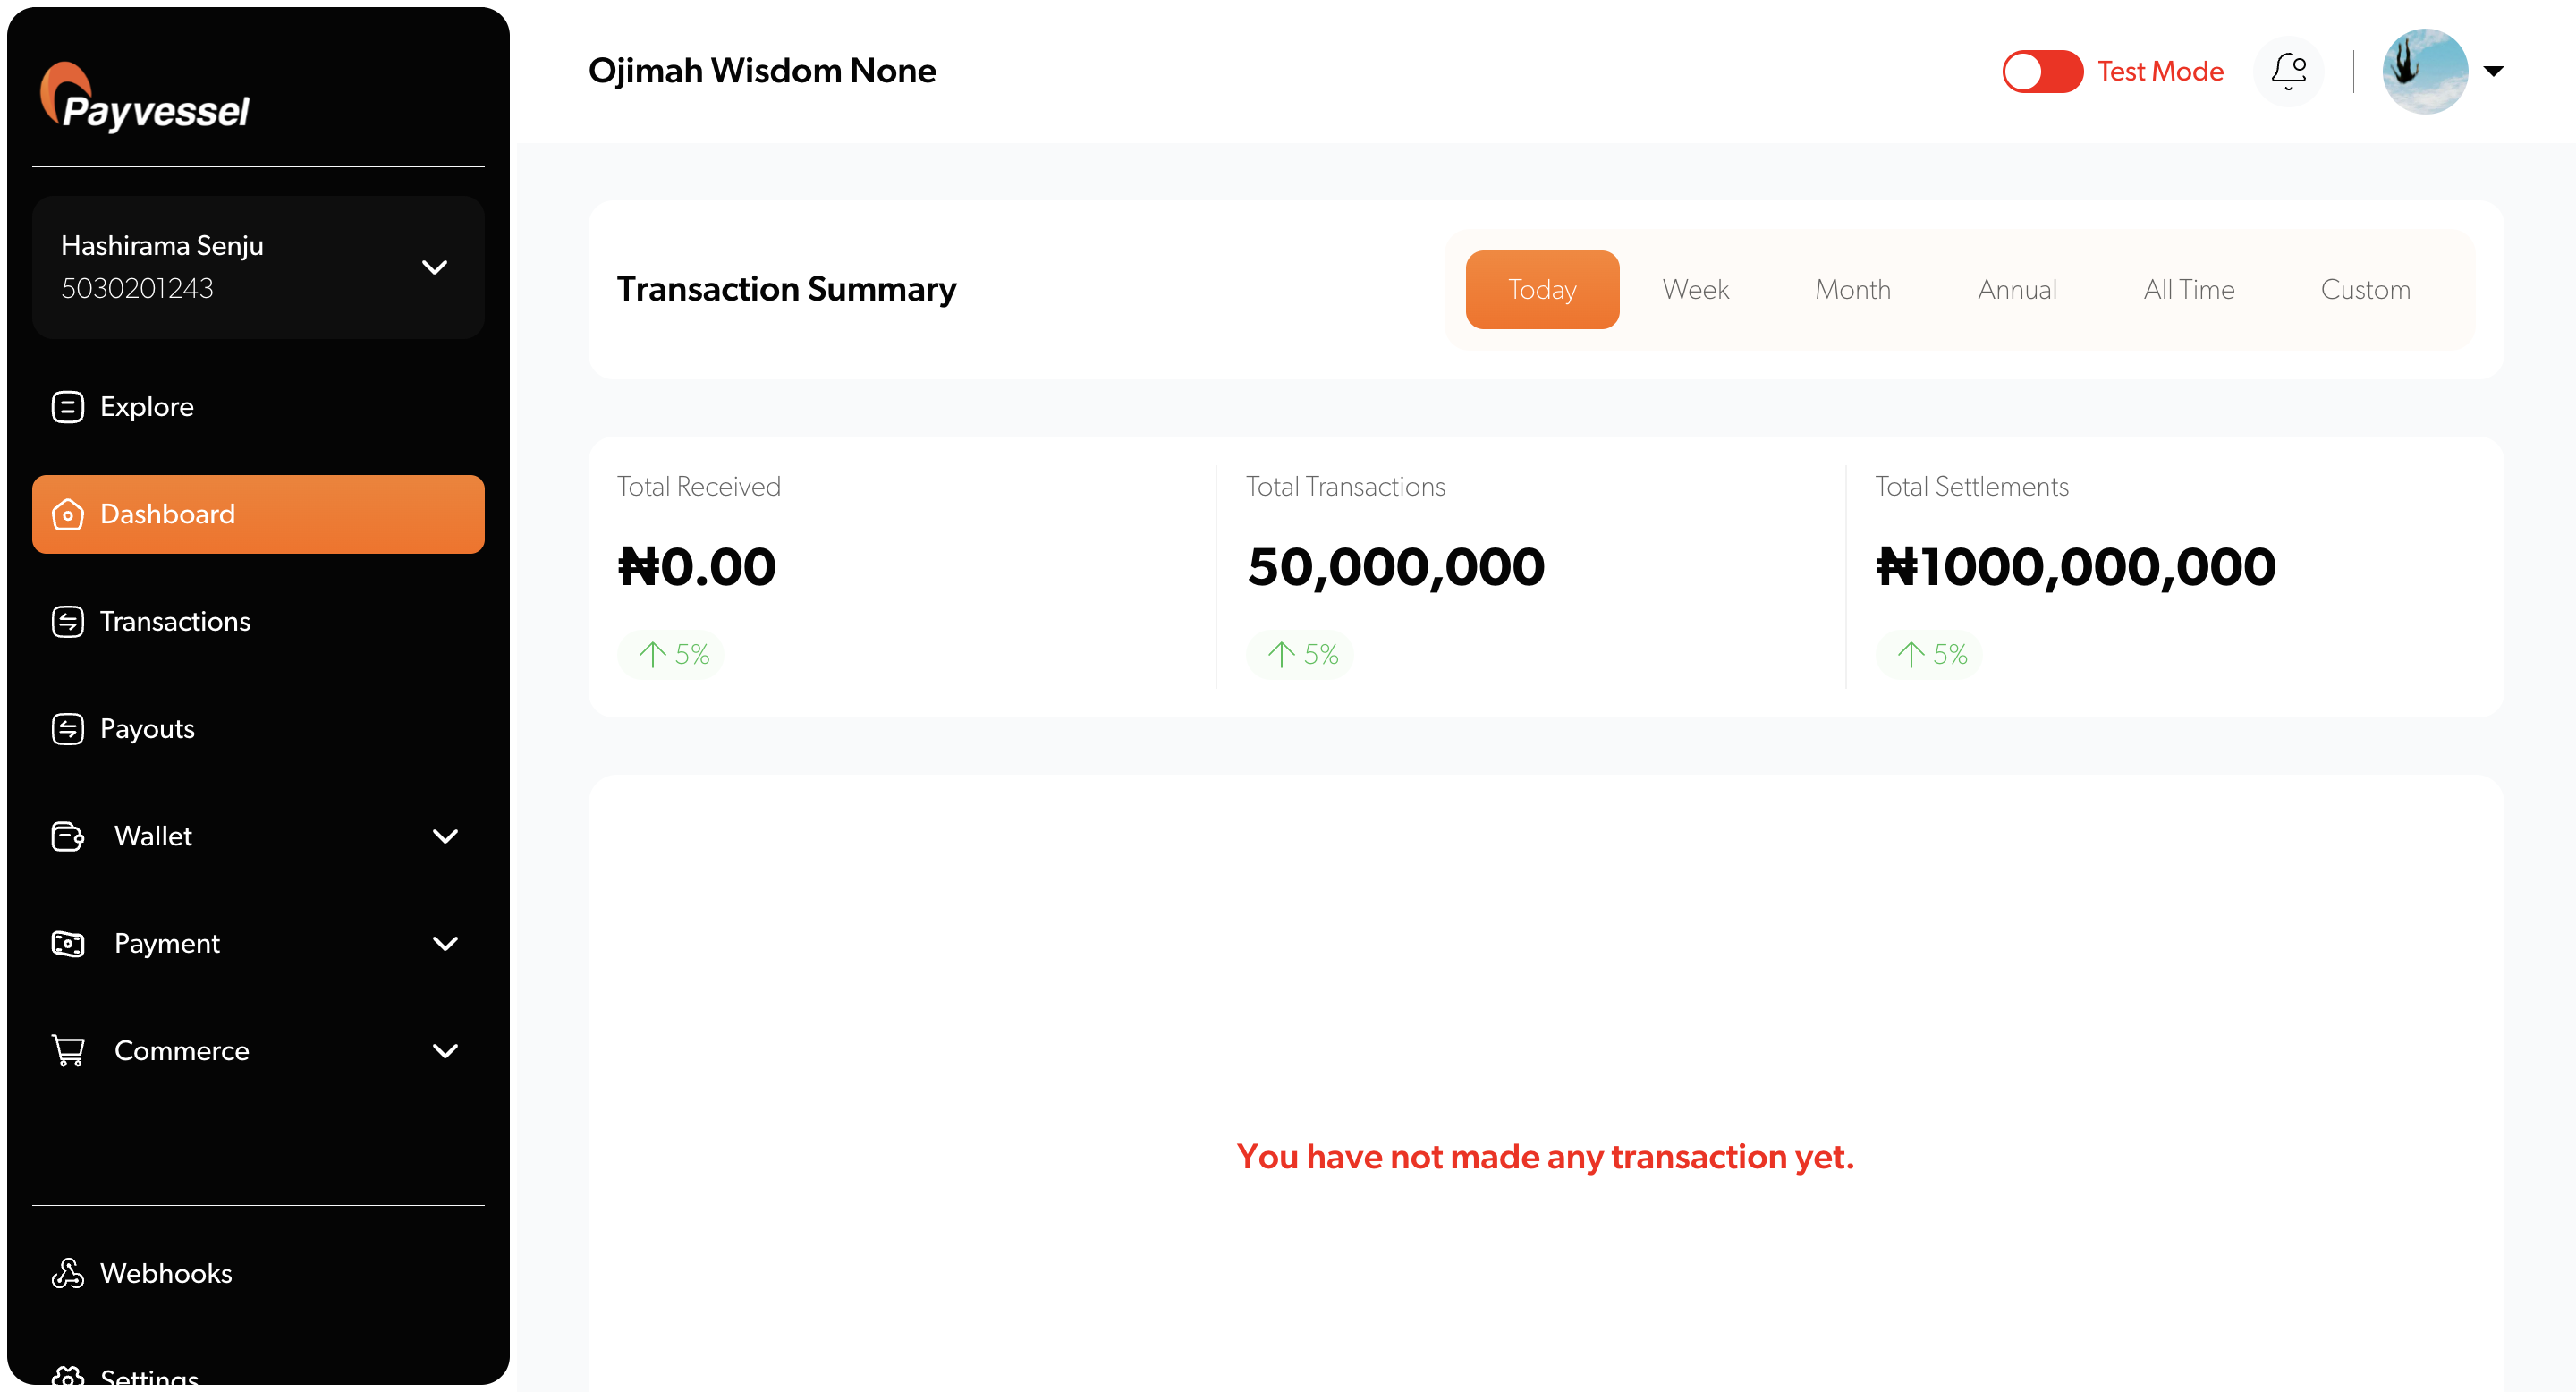 Payvessel
Hashirama Senju
5030201243
Explore
Dashboard
Transactions
Payouts
Wallet
Payment
Commerce
Webhooks
Settings
Ojimah Wisdom None
Test Mode
Transaction Summary
Today Week Month Annual All Time Custom
Total Received
₦0.00
5%
Total Transactions
50,000,000
5%
Total Settlements
₦1000,000,000
5%
You have not made any transaction yet.